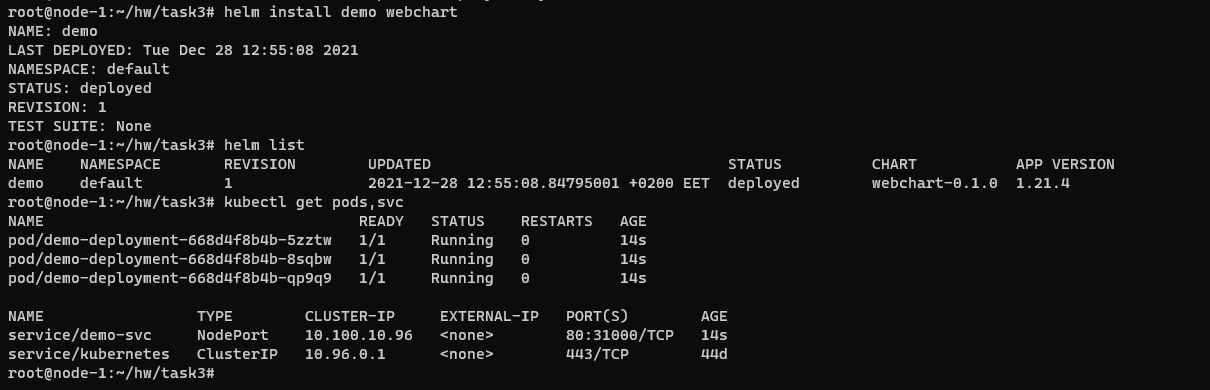 root@node-1:~/hw/task3# helm install demo webchart
NAME: demo
LAST DEPLOYED: Tue Dec 28 12:55:08 2021
NAMESPACE: default
STATUS: deployed
REVISION: 1
TEST SUITE: None
root@node-1:~/hw/task3# helm list
NAME    NAMESPACE       REVISION        UPDATED                                 STATUS          CHART           APP VERSION
demo    default         1               2021-12-28 12:55:08.84795001 +0200 EET  deployed        webchart-0.1.0  1.21.4
root@node-1:~/hw/task3# kubectl get pods,svc
NAME                                   READY   STATUS    RESTARTS   AGE
pod/demo-deployment-668d4f8b4b-5zztw   1/1     Running   0          14s
pod/demo-deployment-668d4f8b4b-8sqbw   1/1     Running   0          14s
pod/demo-deployment-668d4f8b4b-qp9q9   1/1     Running   0          14s
NAME                 TYPE        CLUSTER-IP     EXTERNAL-IP   PORT(S)        AGE
service/demo-svc     NodePort    10.100.10.96   <none>        80:31000/TCP   14s
service/kubernetes   ClusterIP   10.96.0.1      <none>        443/TCP        44d
root@node-1:~/hw/task3#